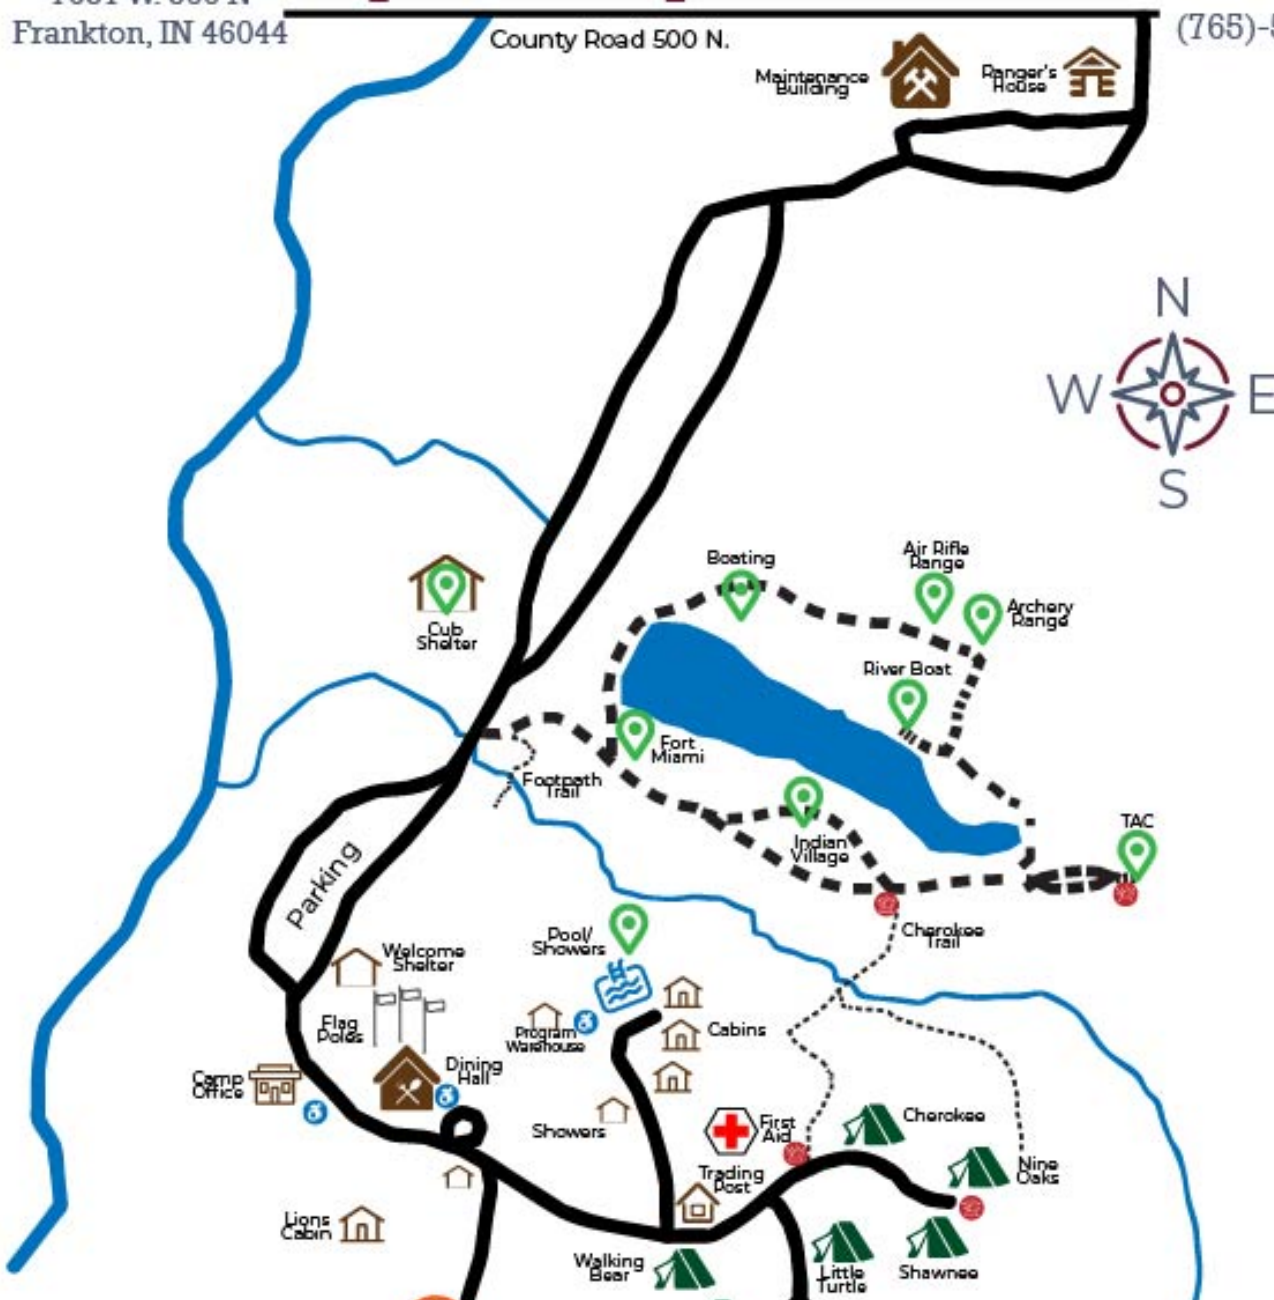 Frankton, IN 46044
(765)-5
County Road 500 N.
Maintenance
Building
Ranger's
House
N
W
E
S
Boating
Air Rifle
Range
Archery
Range
Cub
Shelter
River Boat
Fort
Miami
Footpath
Trail
Indian
Village
TAC
Parking
Cherokee
Trail
Pool/
Showers
Welcome
Shelter
Flag
Poles
Program
Warehouse
Cabins
Camp
Office
Dining
Hall
Showers
First
Aid
Cherokee
Trading
Post
Nine
Oaks
Lions
Cabin
Walking
Bear
Little
Turtle
Shawnee